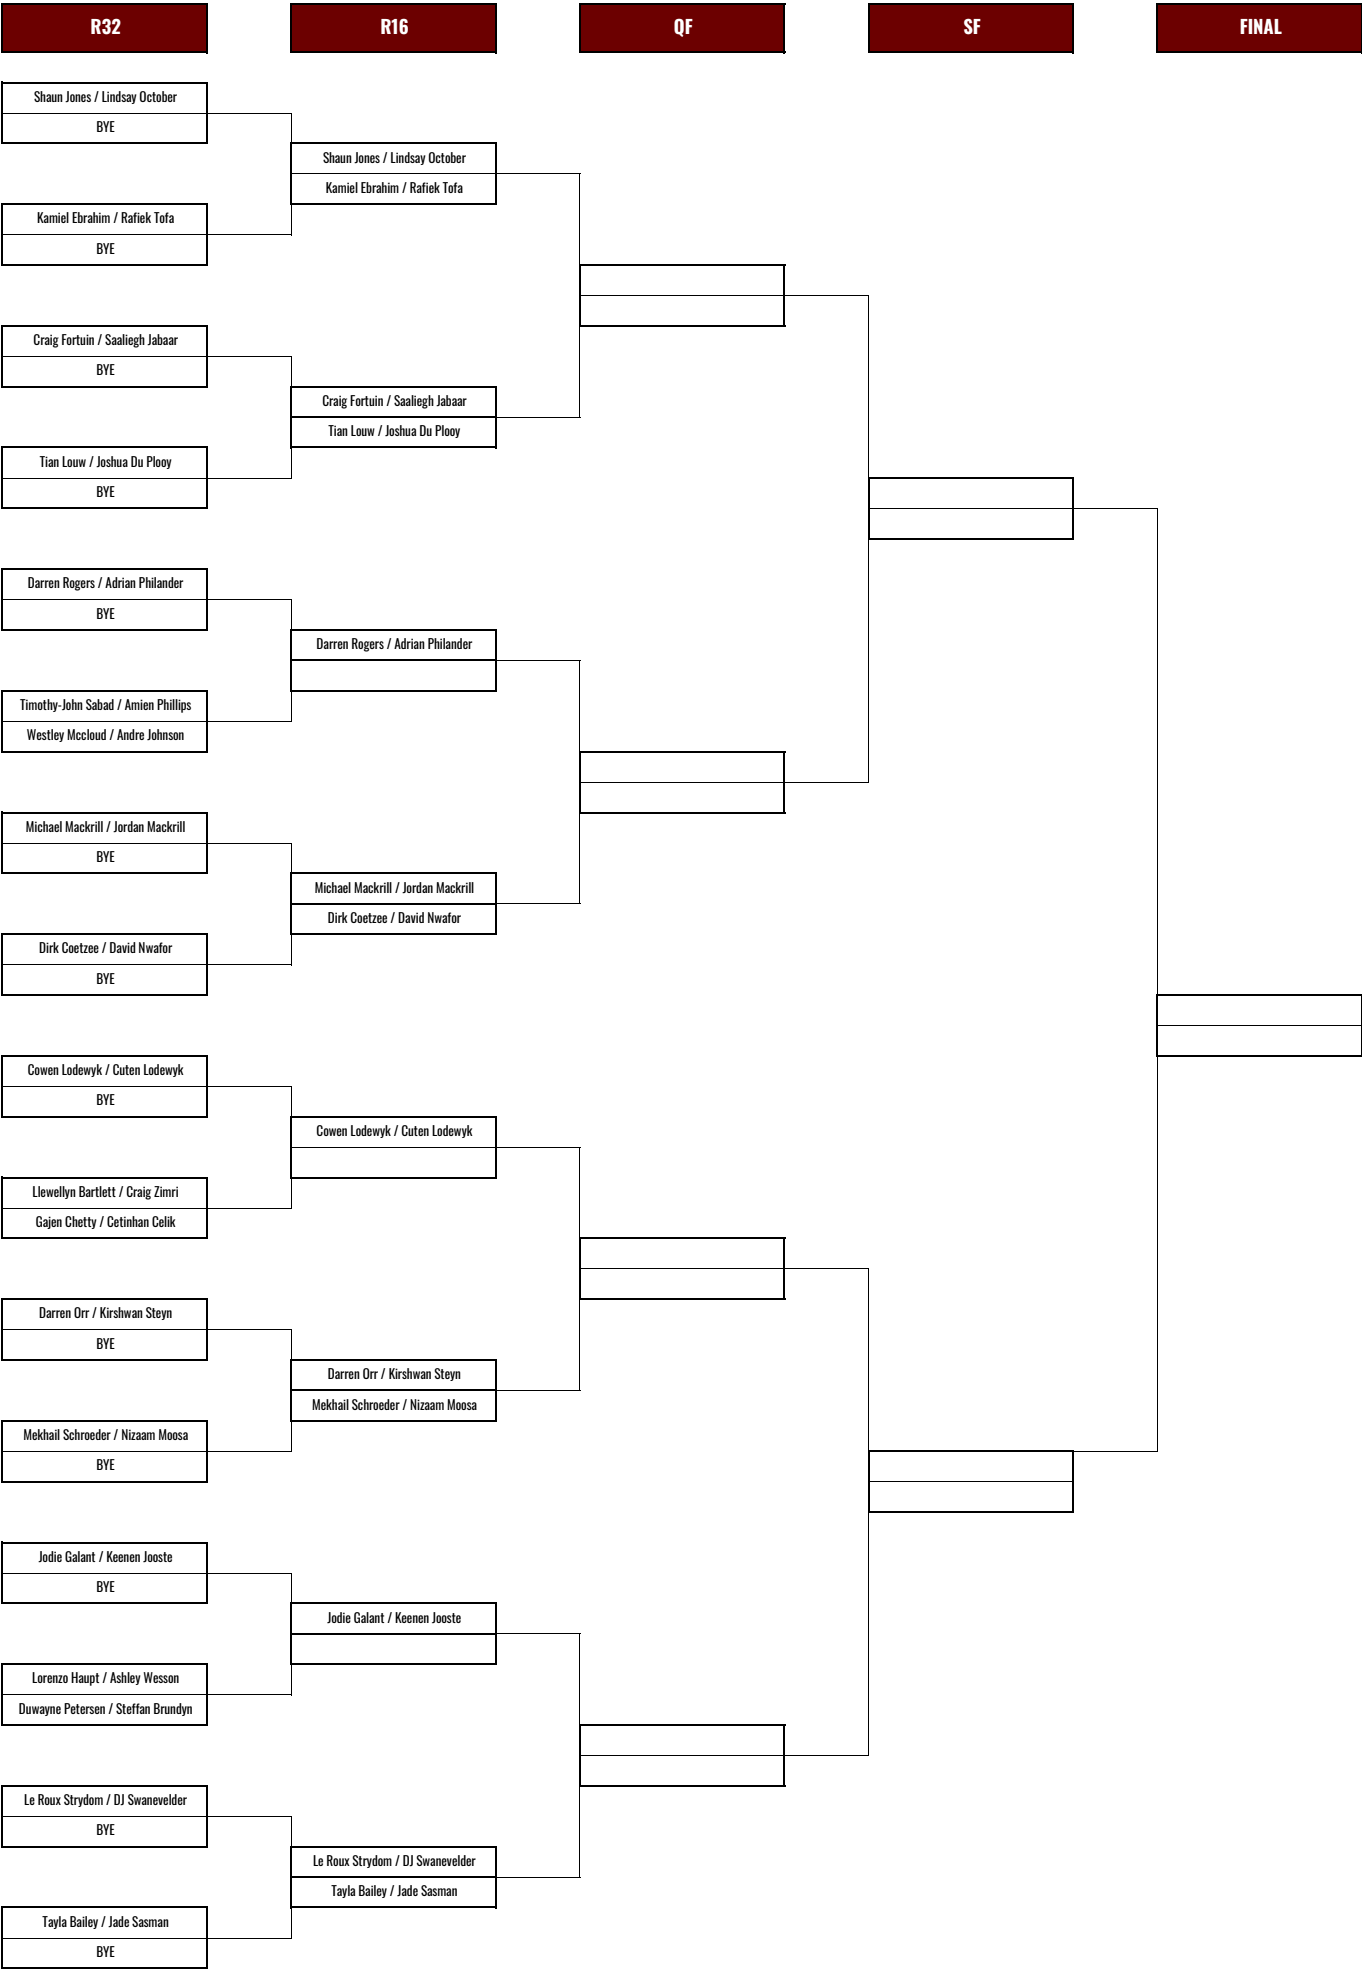 R32
R16
QF
SF
FINAL
Shaun Jones / Lindsay October
BYE
Kamiel Ebrahim / Rafiek Tofa
BYE
Craig Fortuin / Saaliegh Jabaar
BYE
Tian Louw / Joshua Du Plooy
BYE
Darren Rogers / Adrian Philander
BYE
Timothy-John Sabad / Amien Phillips
Westley Mccloud / Andre Johnson
Michael Mackrill / Jordan Mackrill
BYE
Dirk Coetzee / David Nwafor
BYE
Cowen Lodewyk / Cuten Lodewyk
BYE
Llewellyn Bartlett / Craig Zimri
Gajen Chetty / Cetinhan Celik
Darren Orr / Kirshwan Steyn
BYE
Mekhail Schroeder / Nizaam Moosa
BYE
Jodie Galant / Keenen Jooste
BYE
Lorenzo Haupt / Ashley Wesson
Duwayne Petersen / Steffan Brundyn
Le Roux Strydom / DJ Swanevelder
BYE
Tayla Bailey / Jade Sasman
BYE
Shaun Jones / Lindsay October
Kamiel Ebrahim / Rafiek Tofa
Craig Fortuin / Saaliegh Jabaar
Tian Louw / Joshua Du Plooy
Darren Rogers / Adrian Philander
Michael Mackrill / Jordan Mackrill
Dirk Coetzee / David Nwafor
Cowen Lodewyk / Cuten Lodewyk
Darren Orr / Kirshwan Steyn
Mekhail Schroeder / Nizaam Moosa
Jodie Galant / Keenen Jooste
Le Roux Strydom / DJ Swanevelder
Tayla Bailey / Jade Sasman